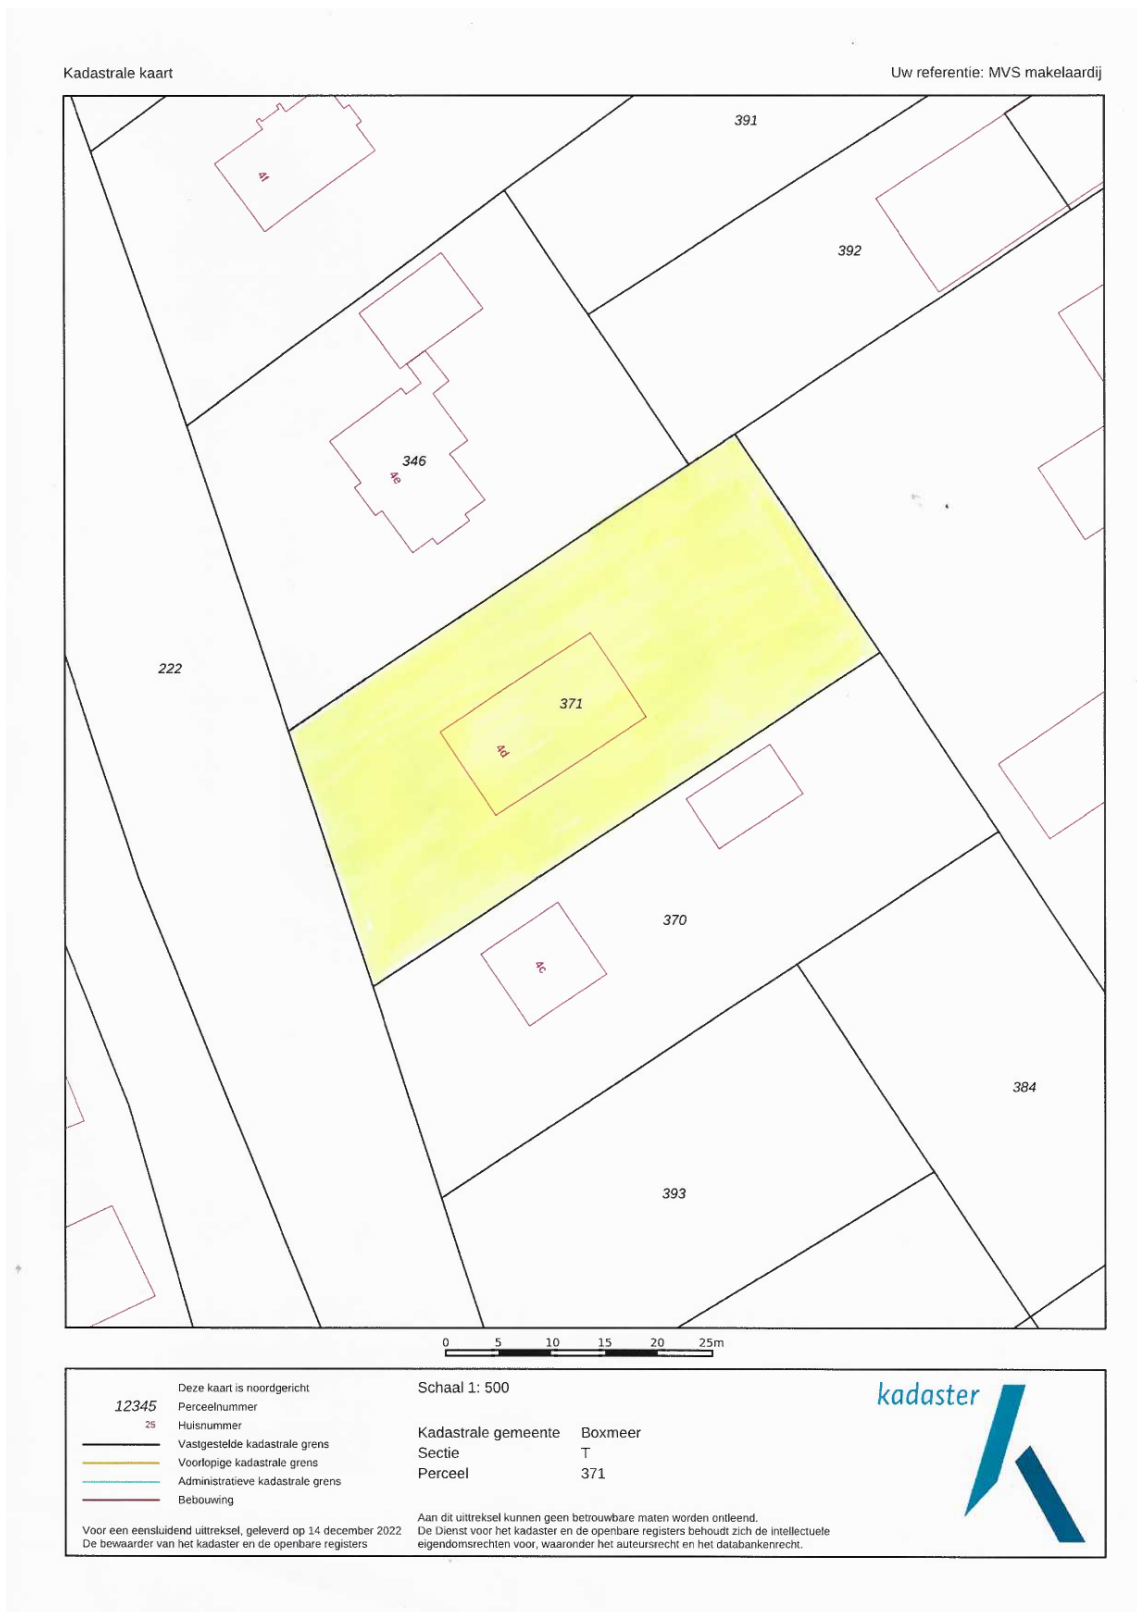 Kadastrale kaart
Uw referentie: MVS makelaardij
391
4f
392
346
4e
222
371
4d
370
4c
384
393
0 5 10 15 20 25m
Deze kaart is noordgericht
12345 Perceelnummer
25 Huisnummer
Vastgestelde kadastrale grens
Voorlopige kadastrale grens
Administratieve kadastrale grens
Bebouwing
Voor een eensluidend uittreksel, geleverd op 14 december 2022
De bewaarder van het kadaster en de openbare registers
Schaal 1: 500
Kadastrale gemeente Boxmeer
Sectie T
Perceel 371
Aan dit uittreksel kunnen geen betrouwbare maten worden ontleend.
De Dienst voor het kadaster en de openbare registers behoudt zich de intellectuele
eigendomsrechten voor, waaronder het auteursrecht en het databankenrecht.
kadaster